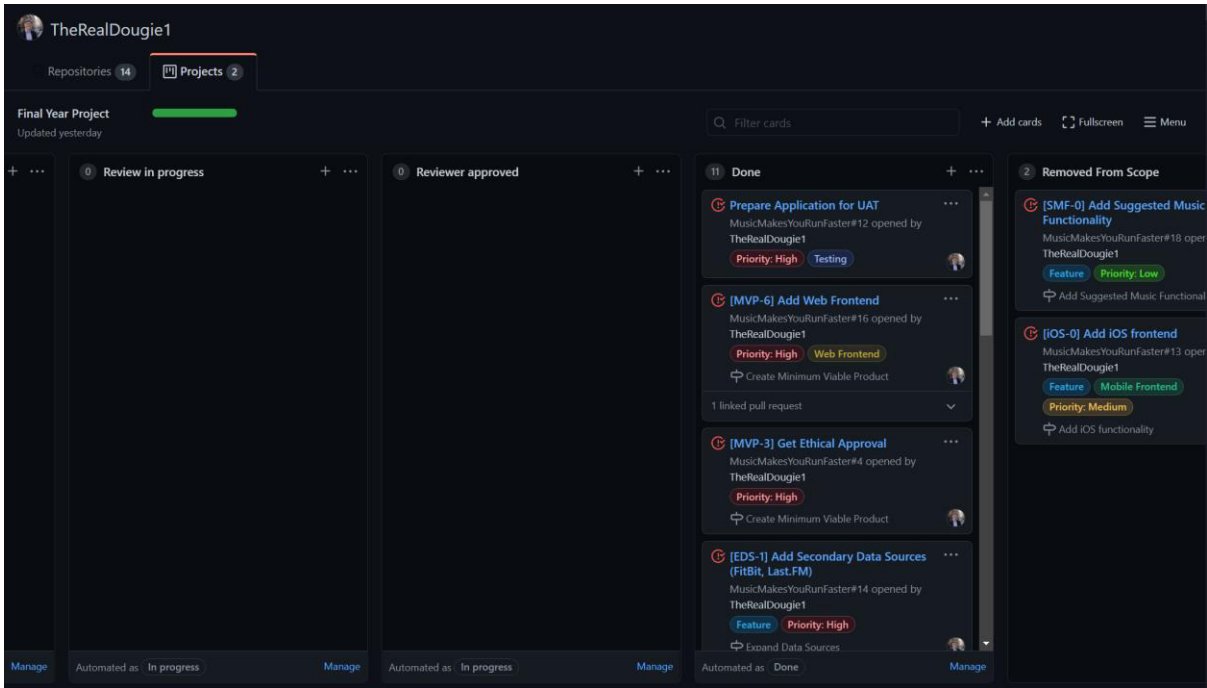 TheRealDougie1
Repositories 14
Projects 2
Final Year Project
Updated yesterday
Filter cards
+ Add cards
Fullscreen
Menu
Manage
0 Review in progress
Automated as In progress
Manage
0 Reviewer approved
Automated as In progress
Manage
11 Done
Prepare Application for UAT
MusicMakesYouRunFaster#12 opened by
TheRealDougie1
Priority: High Testing
[MVP-6] Add Web Frontend
MusicMakesYouRunFaster#16 opened by
TheRealDougie1
Priority: High Web Frontend
Create Minimum Viable Product
1 linked pull request
[MVP-3] Get Ethical Approval
MusicMakesYouRunFaster#4 opened by
TheRealDougie1
Priority: High
Create Minimum Viable Product
[EDS-1] Add Secondary Data Sources
(FitBit, Last.FM)
MusicMakesYouRunFaster#14 opened by
TheRealDougie1
Feature Priority: High
Expand Data Sources
Automated as Done
Manage
2 Removed From Scope
[SMF-0] Add Suggested Music
Functionality
MusicMakesYouRunFaster#18 oper
TheRealDougie1
Feature Priority: Low
Add Suggested Music Functional
[iOS-0] Add iOS frontend
MusicMakesYouRunFaster#13 oper
TheRealDougie1
Feature Mobile Frontend
Priority: Medium
Add iOS functionality